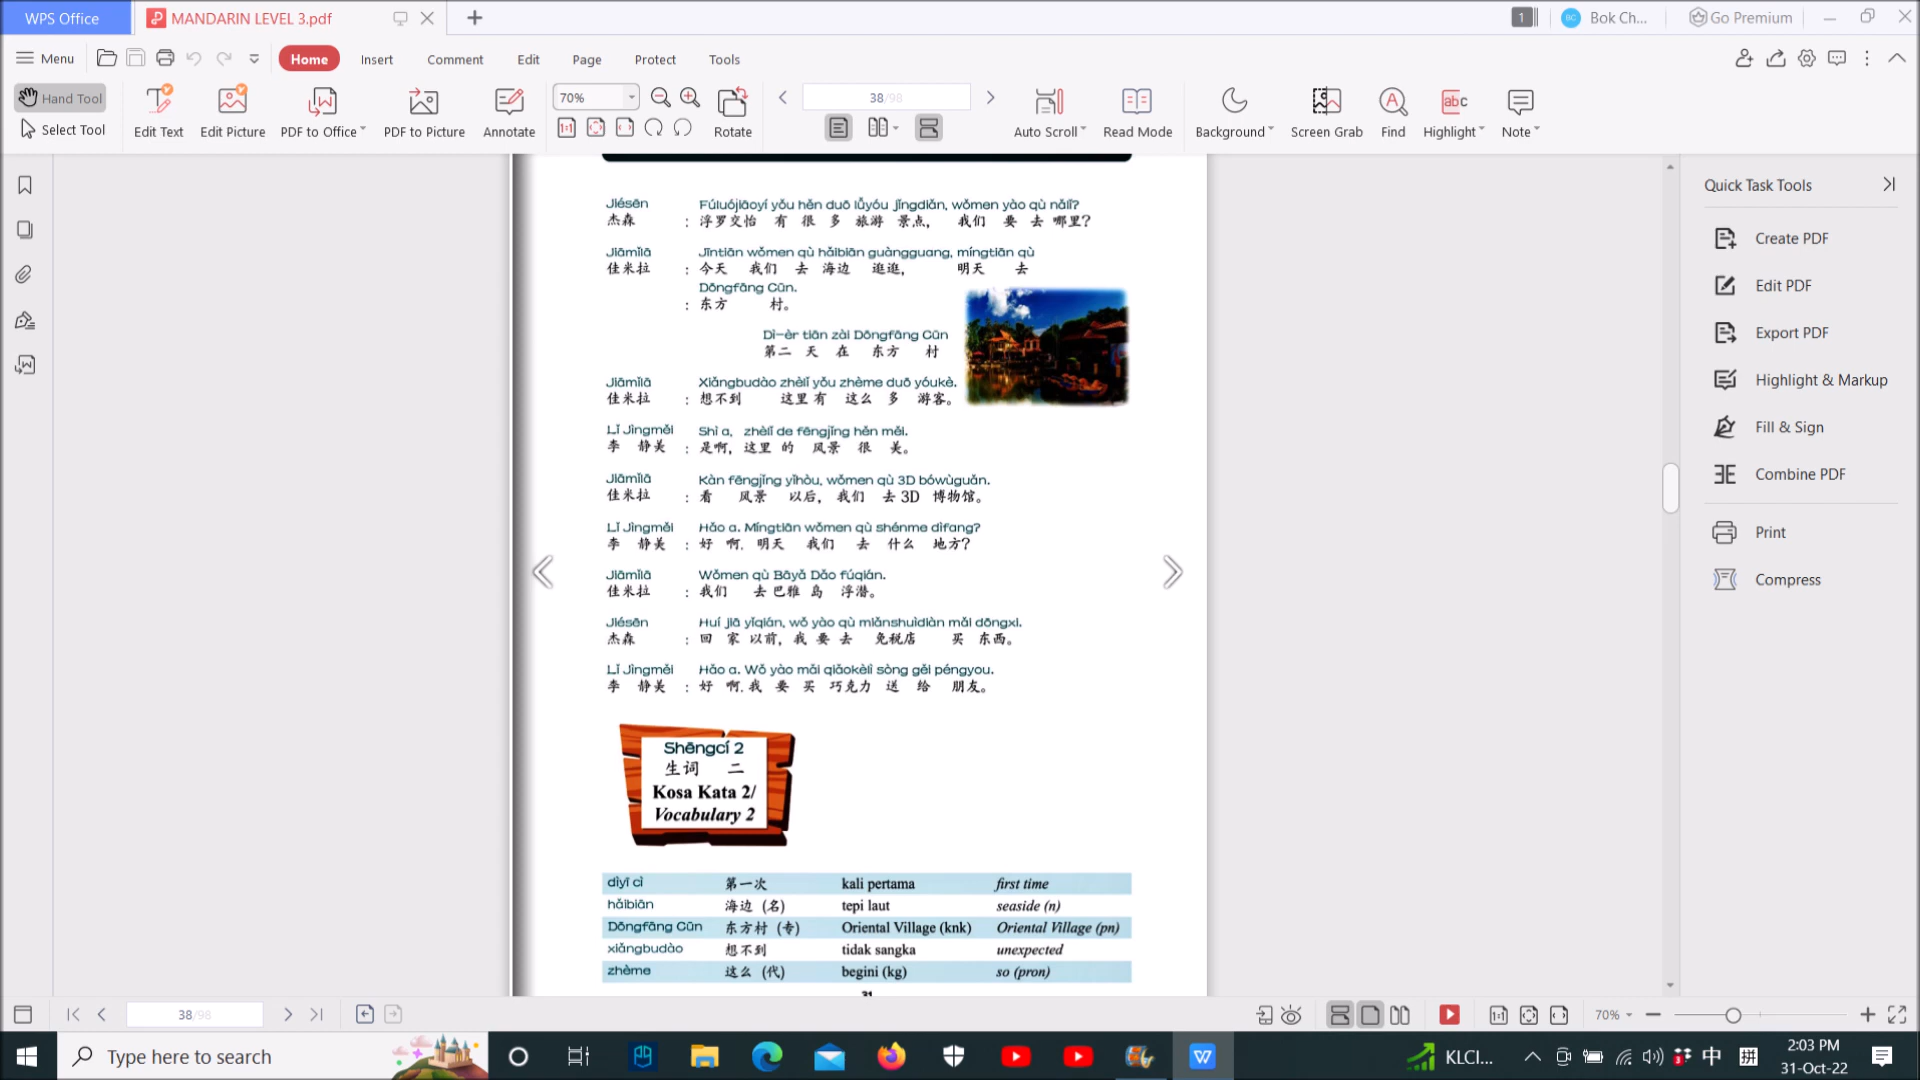 WPS Office
MANDARIN LEVEL 3.pdf
1
BC
Bok Ch...
Go Premium
Menu
Home
Insert
Comment
Edit
Page
Protect
Tools
Hand Tool
Select Tool
Edit Text
Edit Picture
PDF to Office
PDF to Picture
Annotate
70%
Rotate
38/98
Auto Scroll
Read Mode
Background
Screen Grab
Find
Highlight
Note
Jiésēn Fúluójiāoyí yǒu hěn duō lǚyóu jǐngdiǎn, wǒmen yào qù nǎlǐ?
杰森 : 浮罗交怡 有 很 多 旅游 景点, 我们 要 去 哪里?
Jiāmǐlā Jīntiān wǒmen qù hǎibiān guàngguang, míngtiān qù
佳米拉 : 今天 我们 去 海边 逛逛, 明天 去
Dōngfāng Cūn.
: 东方 村。
Dì-èr tiān zài Dōngfāng Cūn
第二 天 在 东方 村
Jiāmǐlā Xiǎngbudào zhèlǐ yǒu zhème duō yóukè.
佳米拉 : 想不到 这里 有 这么 多 游客。
Lǐ Jìngměi Shì a, zhèlǐ de fēngjǐng hěn měi.
李 静美 : 是啊, 这里 的 风景 很 美。
Jiāmǐlā Kàn fēngjǐng yǐhòu, wǒmen qù 3D bówùguǎn.
佳米拉 : 看 风景 以后, 我们 去 3D 博物馆。
Lǐ Jìngměi Hǎo a. Míngtiān wǒmen qù shénme dìfang?
李 静美 : 好 啊. 明天 我们 去 什么 地方?
Jiāmǐlā Wǒmen qù Bāyǎ Dǎo fúqián.
佳米拉 : 我们 去 巴雅 岛 浮潜。
Jiésēn Huí jiā yǐqián, wǒ yào qù miǎnshuìdiàn mǎi dōngxi.
杰森 : 回 家 以前, 我 要 去 免税店 买 东西。
Lǐ Jìngměi Hǎo a. Wǒ yào mǎi qiǎokèlì sòng gěi péngyou.
李 静美 : 好 啊. 我 要 买 巧克力 送 给 朋友。
Shēngcí 2
生词 二
Kosa Kata 2/
Vocabulary 2
dìyī cì 第一次 kali pertama first time
hǎibiān 海边 (名) tepi laut seaside (n)
Dōngfāng Cūn 东方村 (专) Oriental Village (knk) Oriental Village (pn)
xiǎngbudào 想不到 tidak sangka unexpected
zhème 这么 (代) begini (kg) so (pron)
31
Quick Task Tools
Create PDF
Edit PDF
Export PDF
Highlight & Markup
Fill & Sign
Combine PDF
Print
Compress
38/98
70%
Type here to search
KLCI...
中
拼
2:03 PM
31-Oct-22